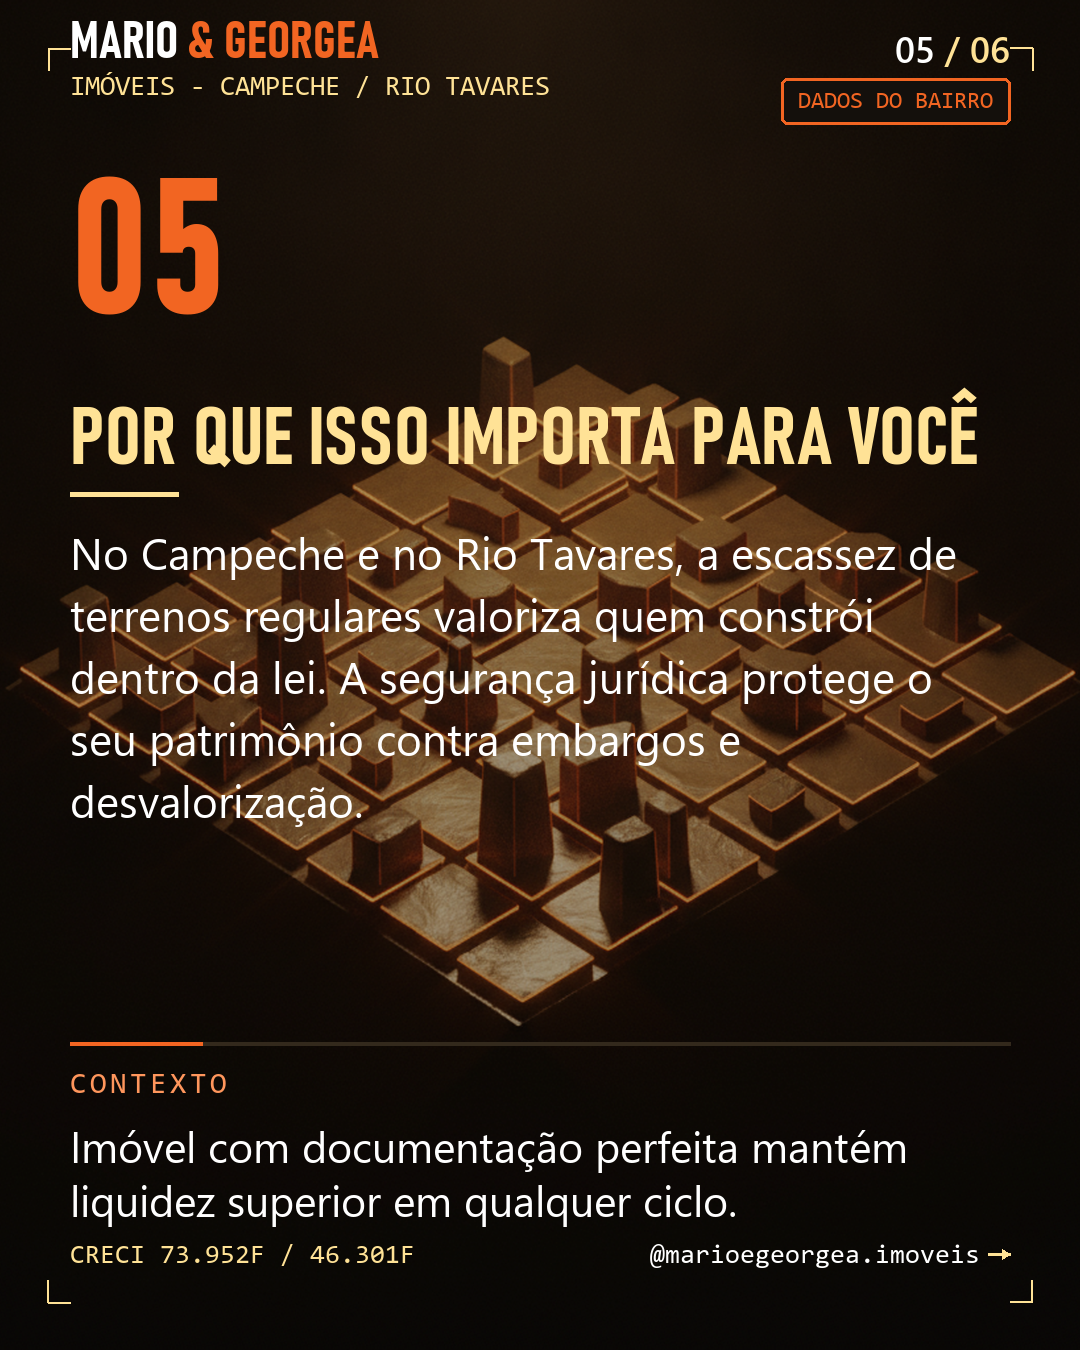 MARIO & GEORGEA
IMÓVEIS - CAMPECHE / RIO TAVARES
05 / 06
DADOS DO BAIRRO
05
POR QUE ISSO IMPORTA PARA VOCÊ
No Campeche e no Rio Tavares, a escassez de
terrenos regulares valoriza quem constrói
dentro da lei. A segurança jurídica protege o
seu patrimônio contra embargos e
desvalorização.
CONTEXTO
Imóvel com documentação perfeita mantém
liquidez superior em qualquer ciclo.
CRECI 73.952F / 46.301F
@marioegeorgea.imoveis →